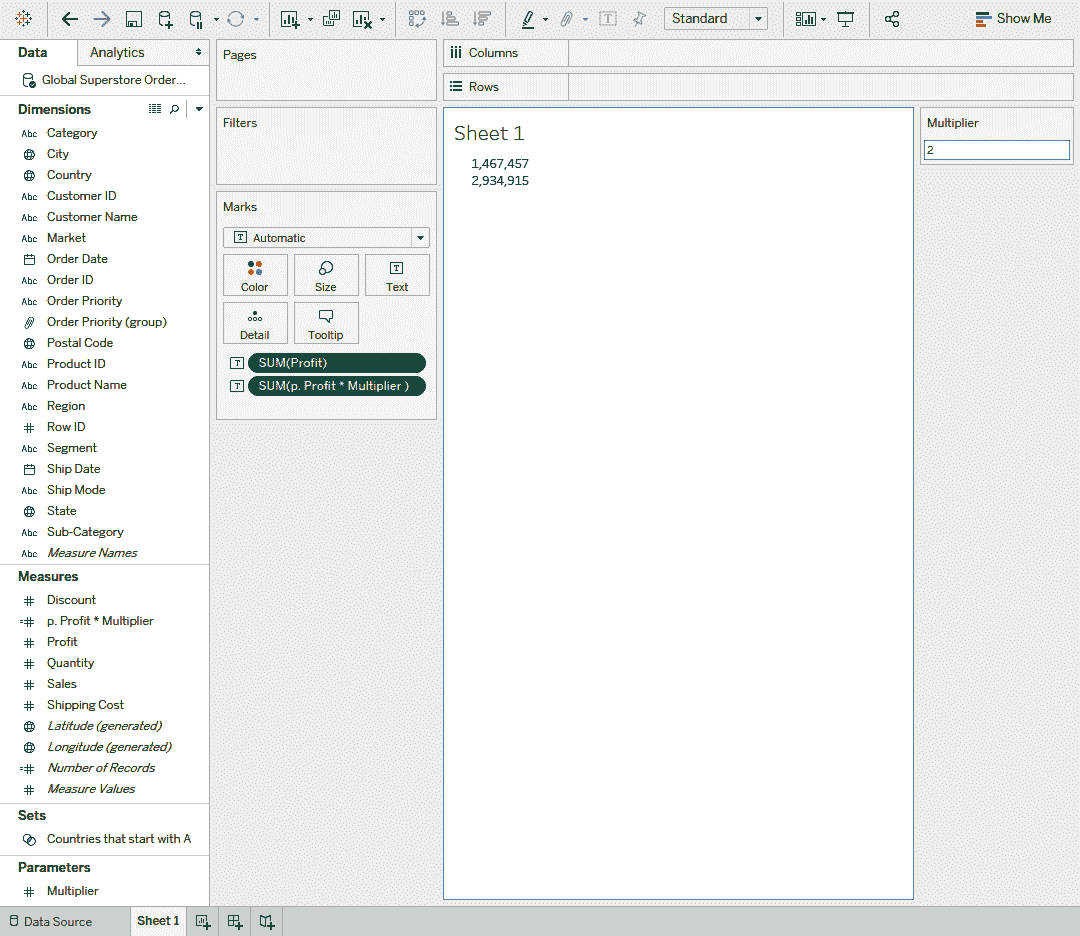 Standard
Show Me
Data
Analytics
Global Superstore Order...
Dimensions
Abc Category
City
Country
Abc Customer ID
Abc Customer Name
Abc Market
Order Date
Abc Order ID
Abc Order Priority
Order Priority (group)
Postal Code
Abc Product ID
Abc Product Name
Abc Region
# Row ID
Abc Segment
Ship Date
Abc Ship Mode
State
Abc Sub-Category
Abc Measure Names
Measures
# Discount
=# p. Profit * Multiplier
# Profit
# Quantity
# Sales
# Shipping Cost
Latitude (generated)
Longitude (generated)
=# Number of Records
# Measure Values
Sets
Countries that start with A
Parameters
# Multiplier
Pages
Filters
Marks
T Automatic
Color
Size
T
Text
Detail
Tooltip
T SUM(Profit)
T SUM(p. Profit * Multiplier )
Columns
Rows
Sheet 1
1,467,457
2,934,915
Multiplier
2
Data Source
Sheet 1